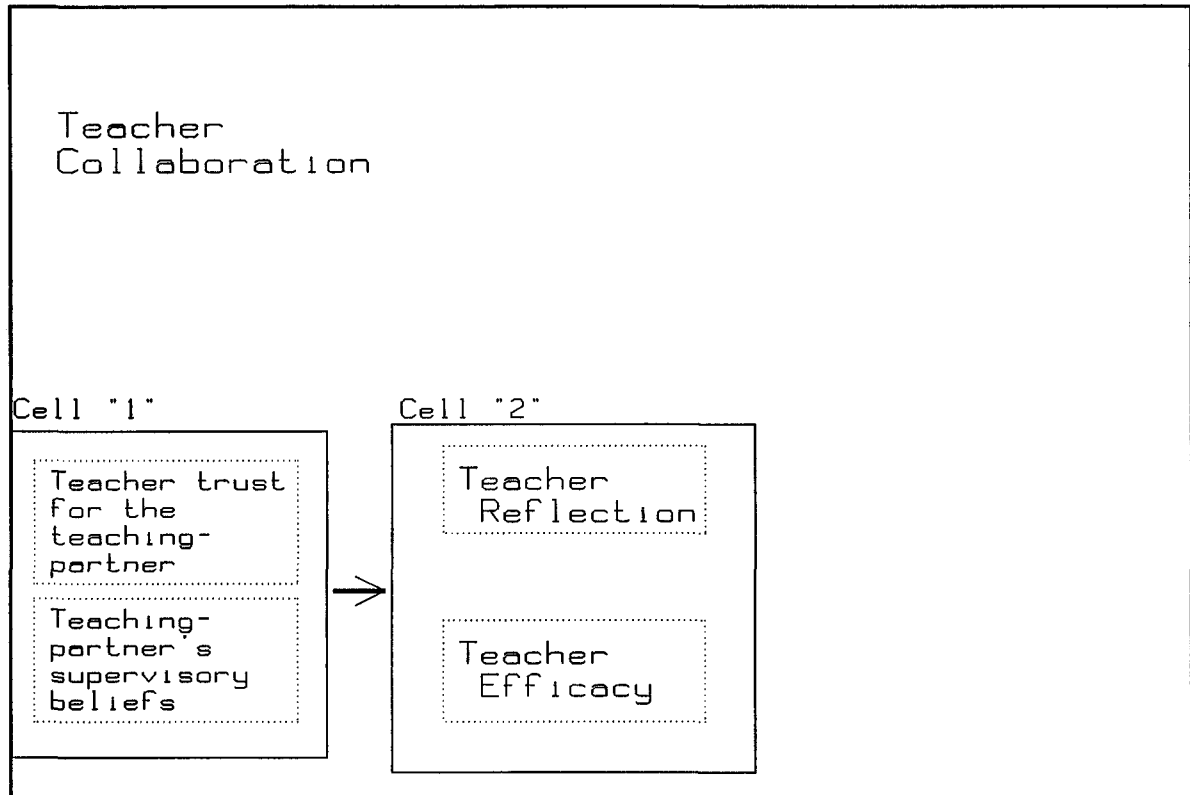 Teacher
Collaboration
Cell "1"
Teacher trust
for the
teaching-
partner
Teaching-
partner's
supervisory
beliefs
Cell "2"
Teacher
Reflection
Teacher
Efficacy